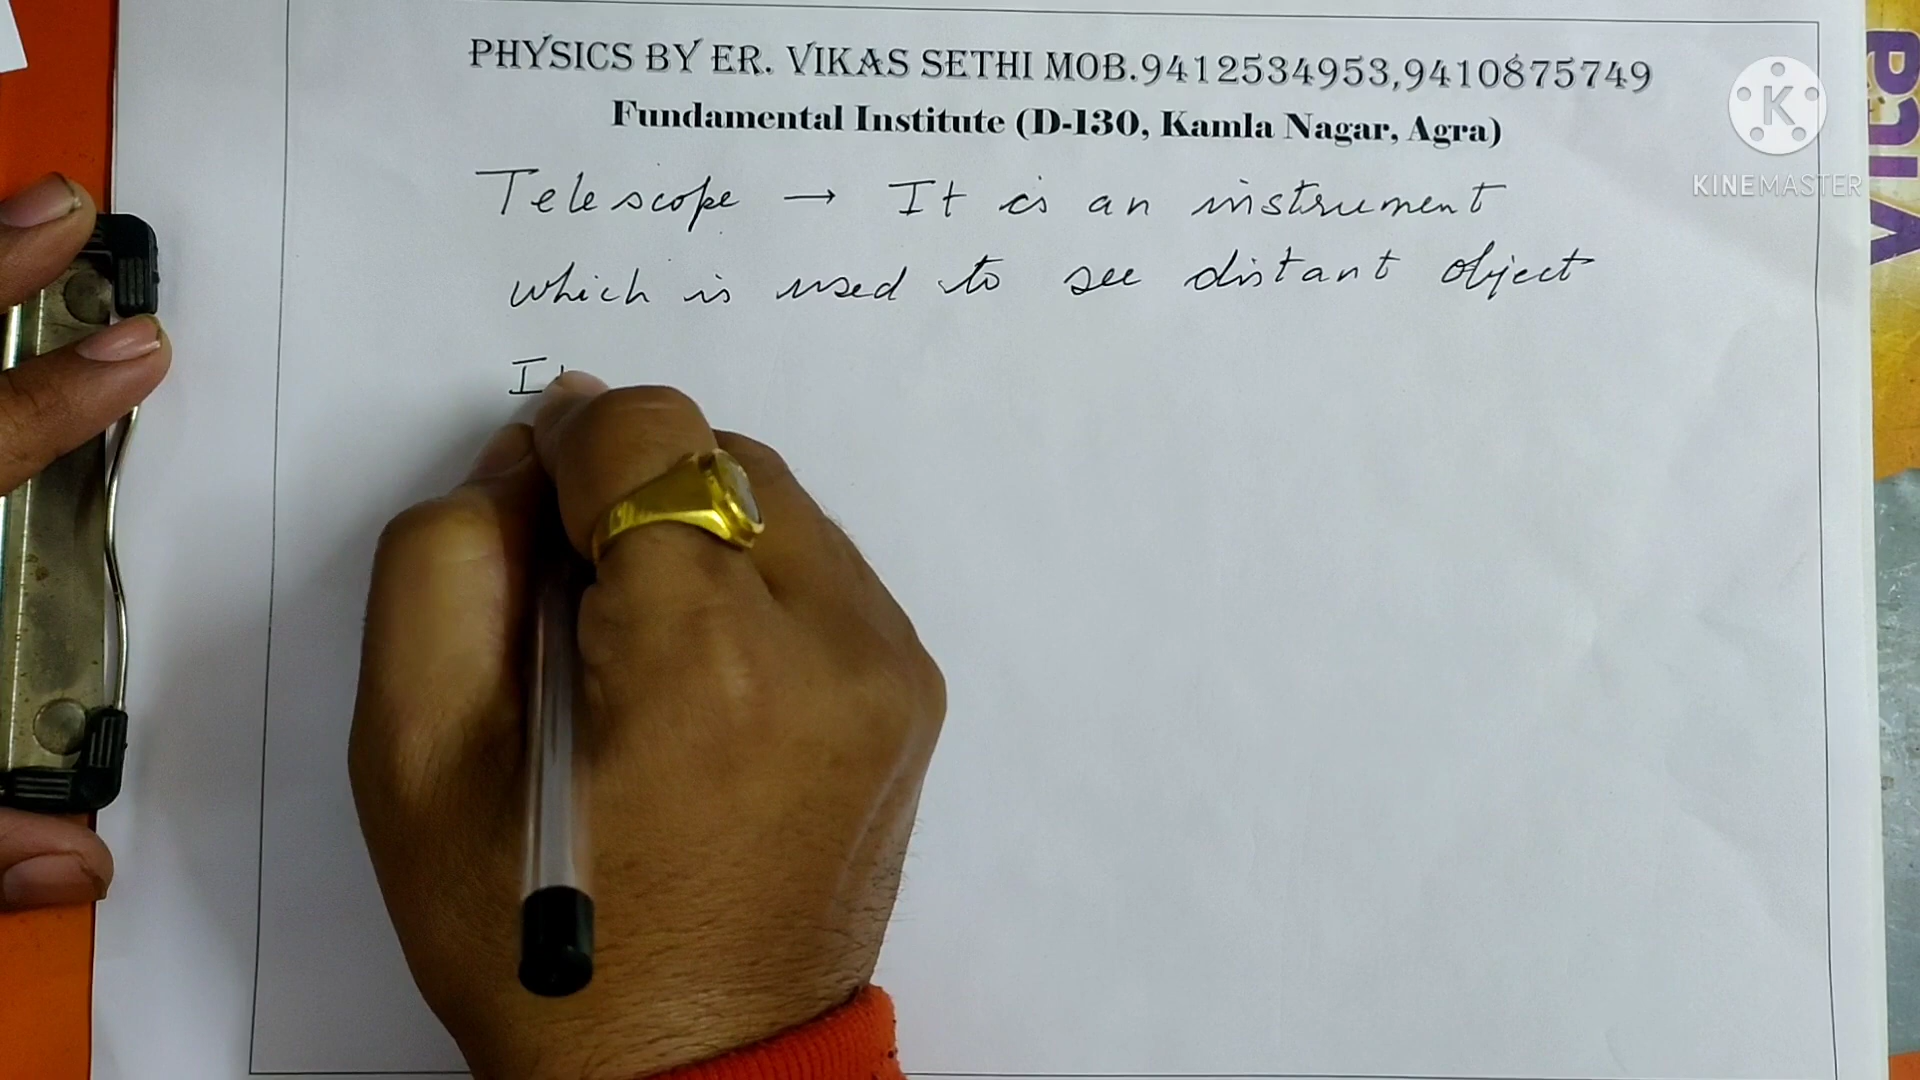 PHYSICS BY ER. VIKAS SETHI MOB.9412534953,9410875749
Fundamental Institute (D-130, Kamla Nagar, Agra)
K
KINEMASTER
Telescope → It is an instrument
which is used to see distant object
It